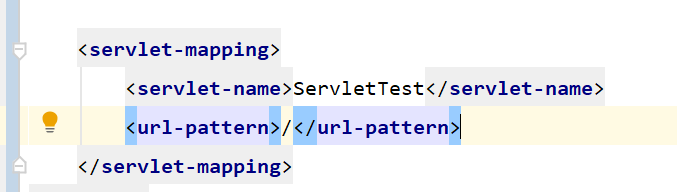 <servlet-mapping>
<servlet-name>ServletTest</servlet-name>
<url-pattern>/</url-pattern>
</servlet-mapping>